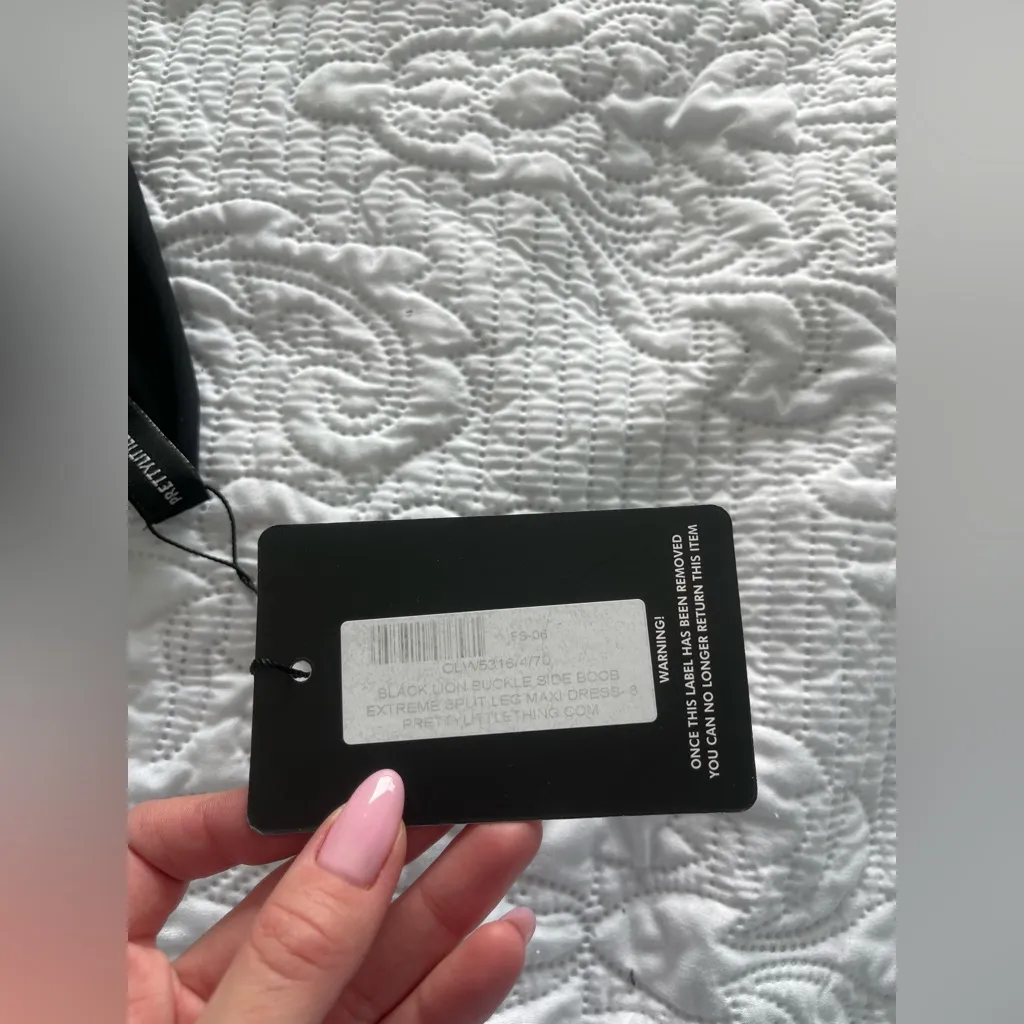 PRETTYLITTLE
FS-06
CLW5316/4/70
BLACK LION BUCKLE SIDE BOOB
EXTREME SPLIT LEG MAXI DRESS- 8
PRETTYLITTLETHING.COM
WARNING!
ONCE THIS LABEL HAS BEEN REMOVED
YOU CAN NO LONGER RETURN THIS ITEM